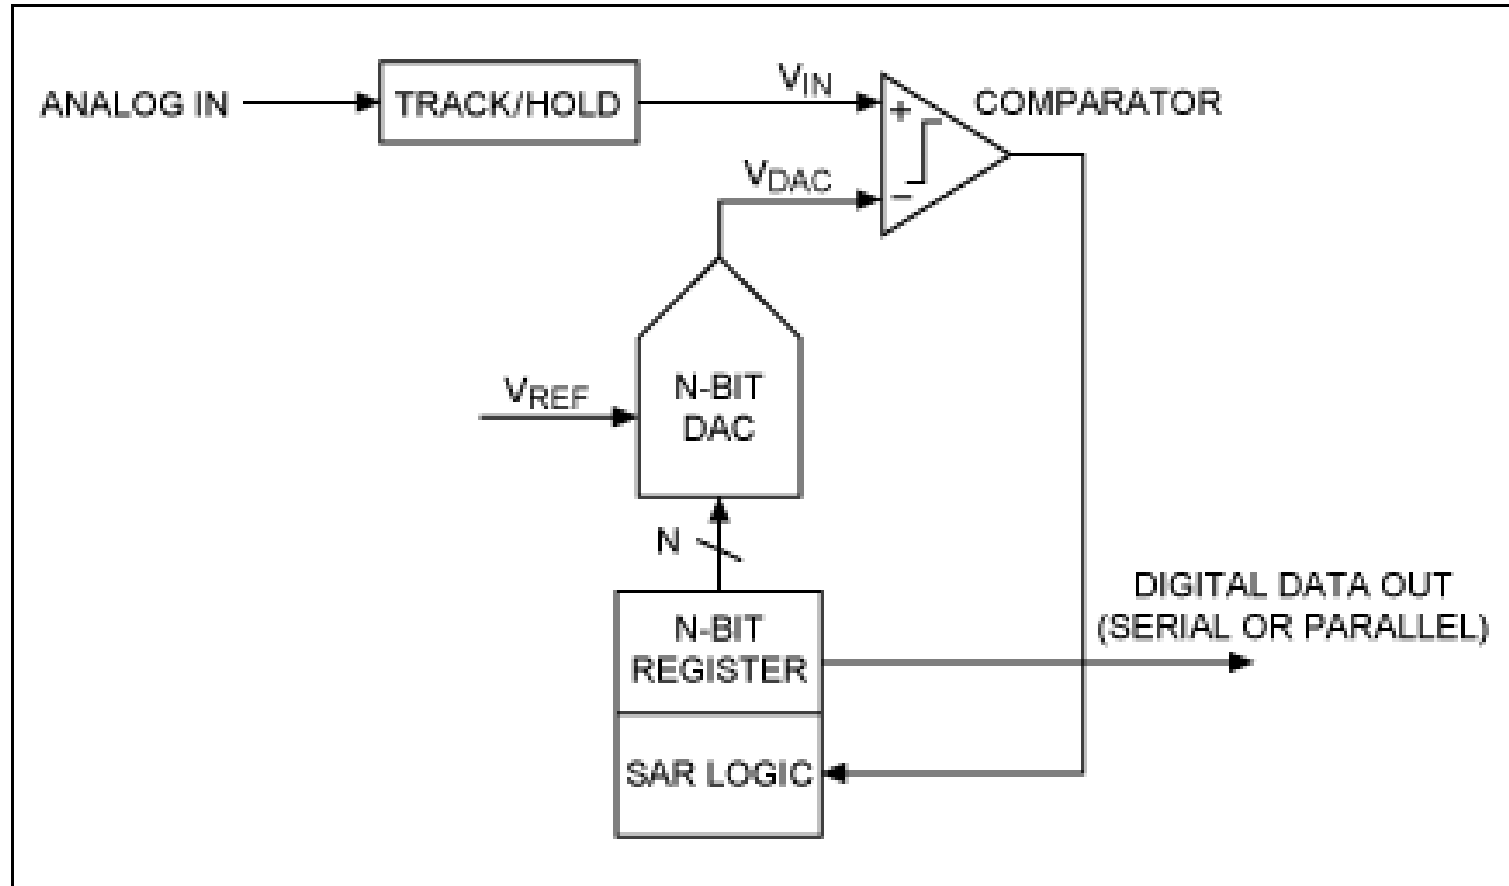 ANALOG IN
TRACK/HOLD
VIN
+
COMPARATOR
VDAC
−
VREF
N-BIT
DAC
N
N-BIT
REGISTER
DIGITAL DATA OUT
(SERIAL OR PARALLEL)
SAR LOGIC